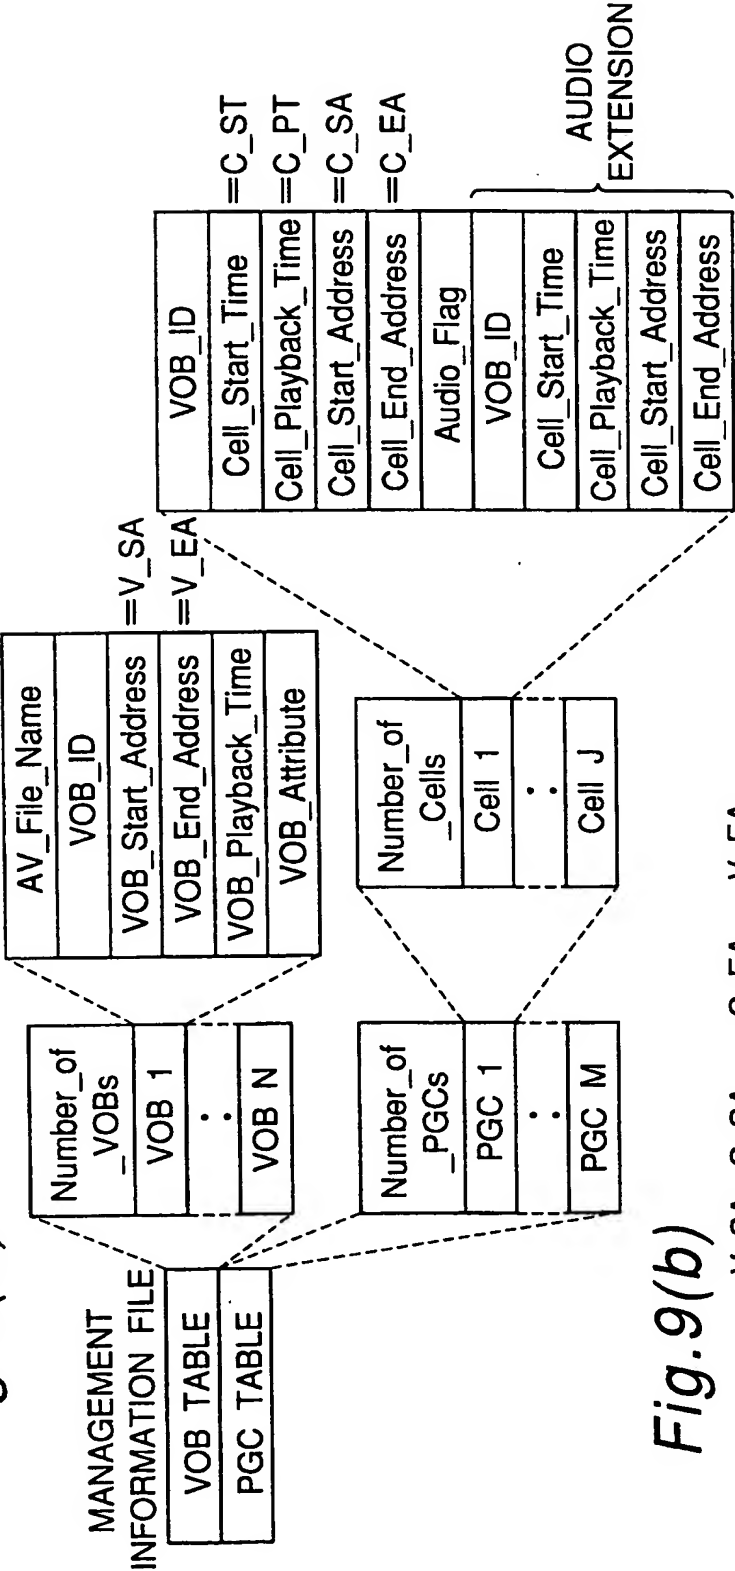 MANAGEMENT
INFORMATION FILE
VOB TABLE
PGC TABLE
Number_of
_VOBs
VOB 1
VOB N
Number_of
_PGCs
PGC 1
PGC M
AV_File_Name
VOB_ID
VOB_Start_Address
=V_SA
VOB_End_Address
=V_EA
VOB_Playback_Time
VOB_Attribute
Number_of
_Cells
Cell 1
Cell J
VOB_ID
Cell_Start_Time
=C_ST
Cell_Playback_Time
=C_PT
Cell_Start_Address
=C_SA
Cell_End_Address
=C_EA
Audio_Flag
VOB_ID
Cell_Start_Time
Cell_Playback_Time
Cell_Start_Address
Cell_End_Address
AUDIO
EXTENSION
Fig.9(b)